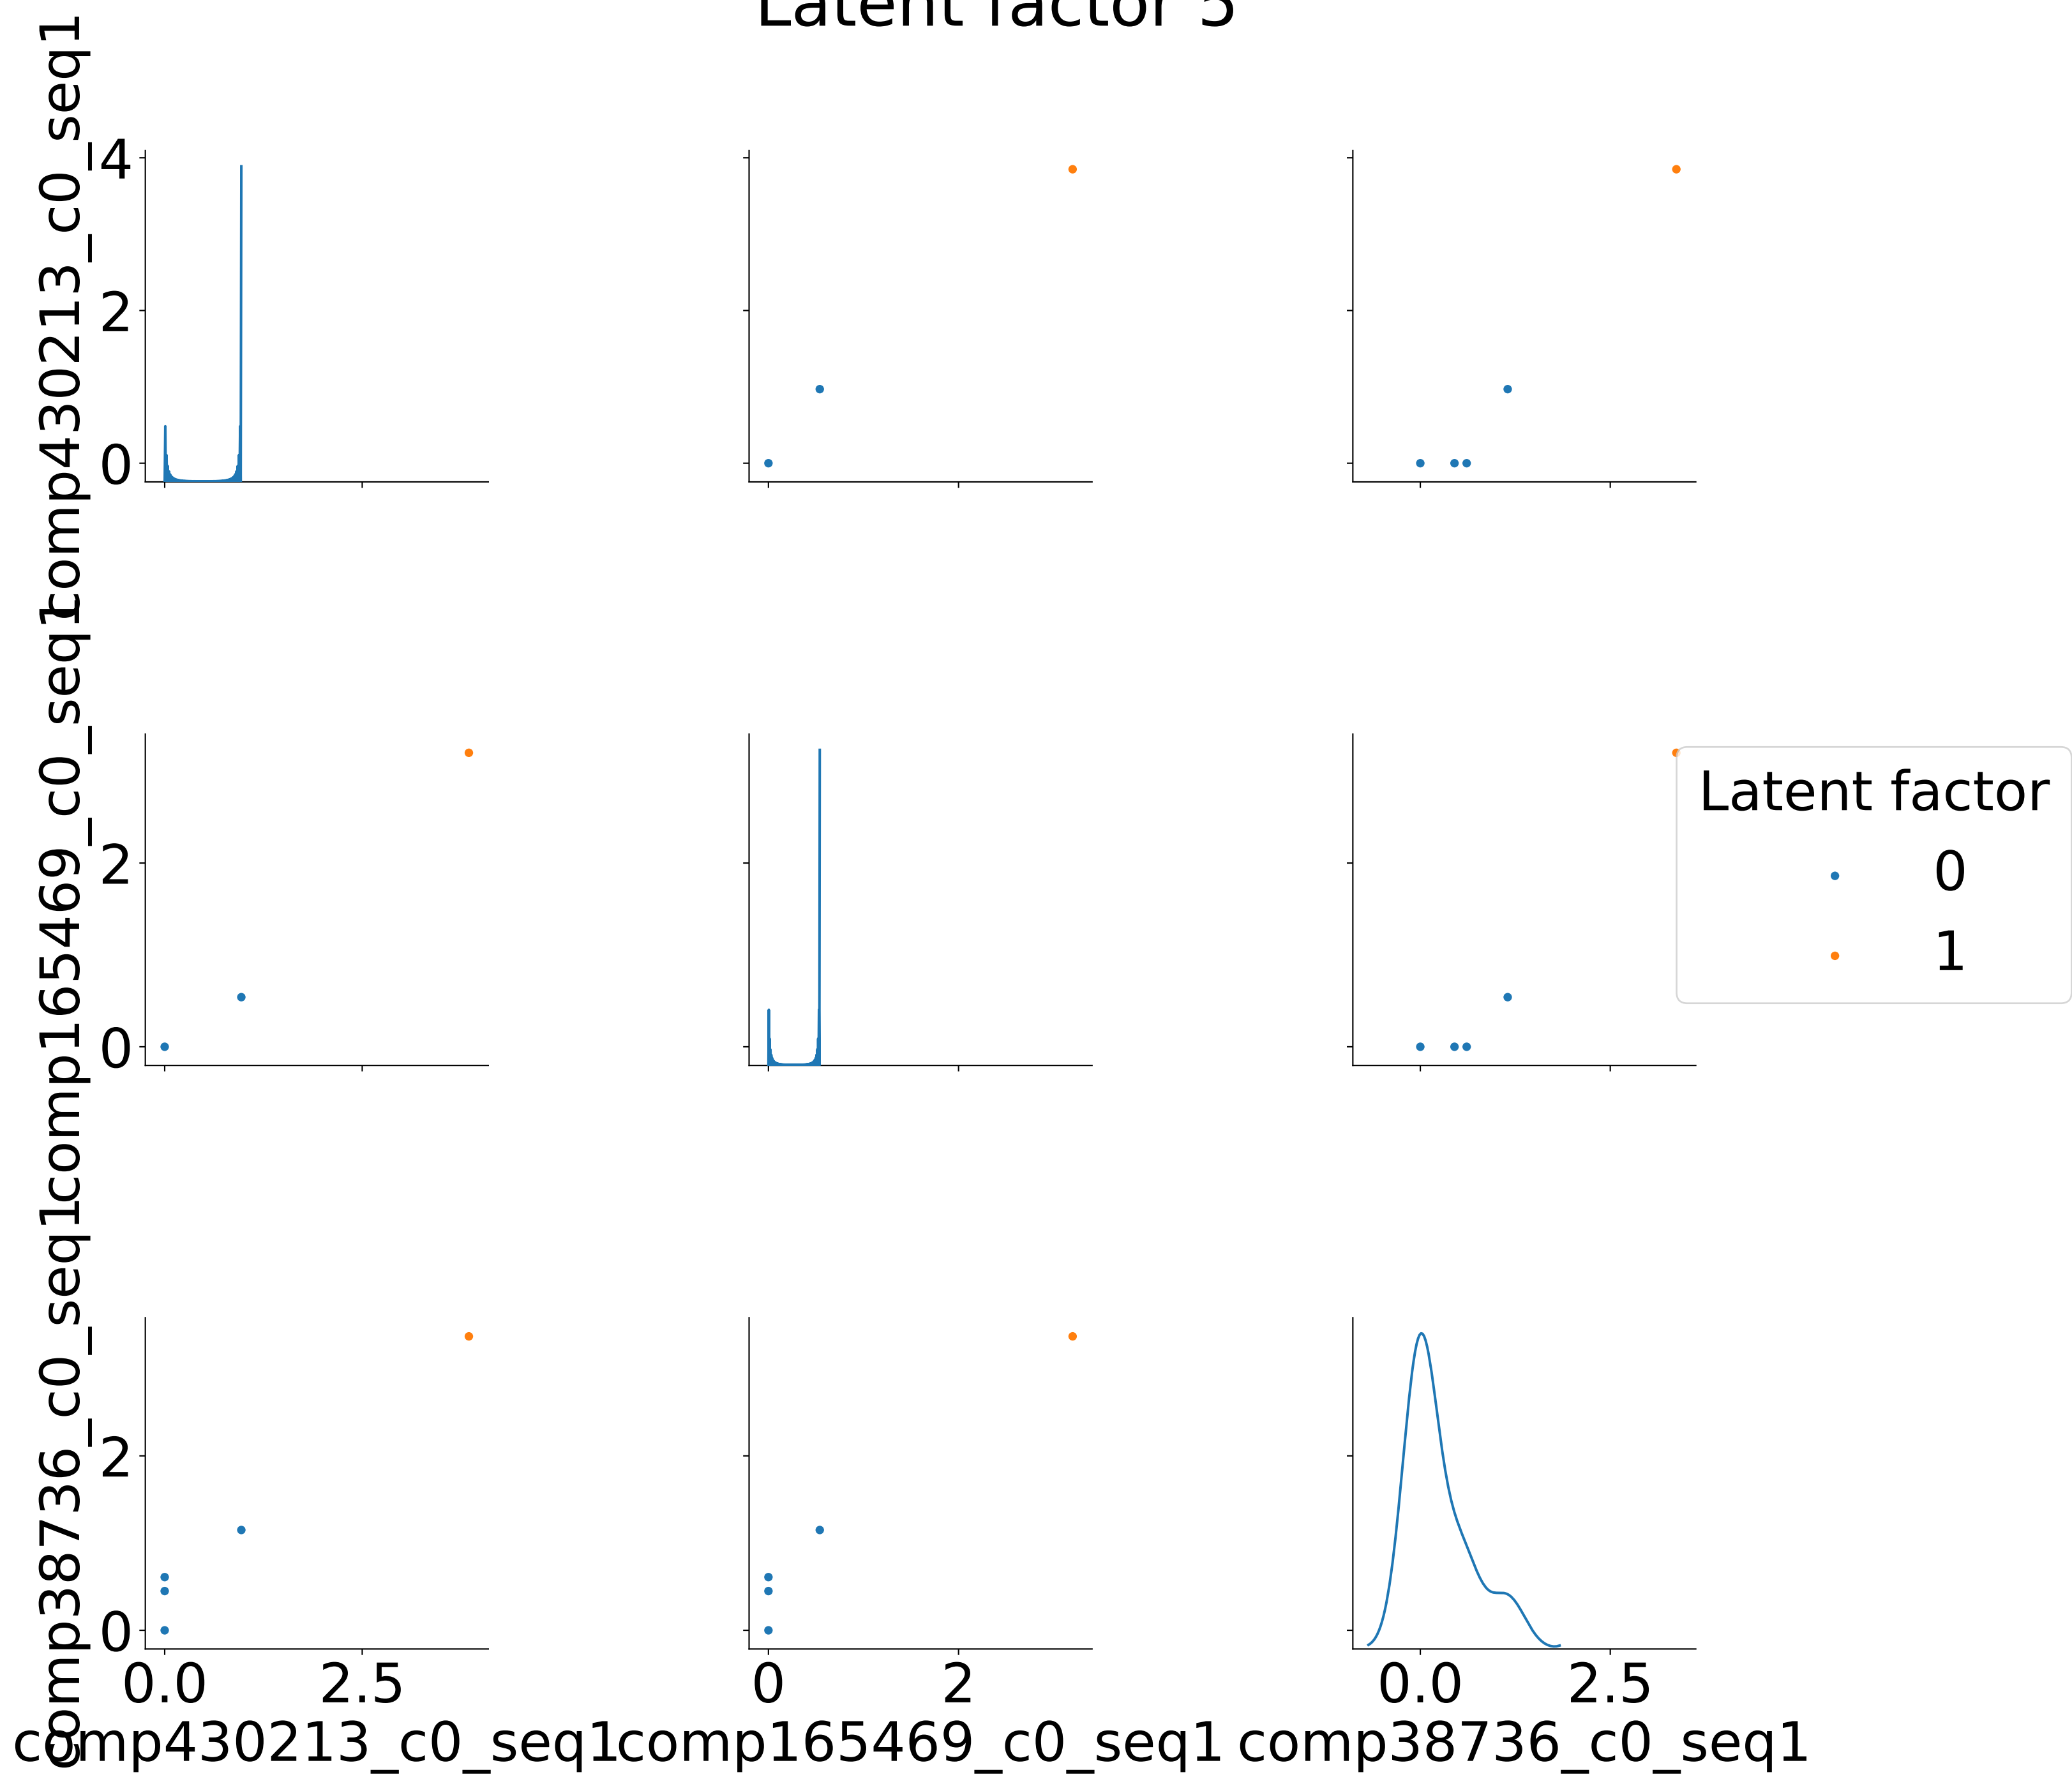 Latent factor 5
comp430213_c0_seq1
4
2
0
comp165469_c0_seq1
2
0
Latent factor
0
1
comp38736_c0_seq1
2
0
0.0 2.5 0 2 0.0 2.5
comp430213_c0_seq1 comp165469_c0_seq1 comp38736_c0_seq1